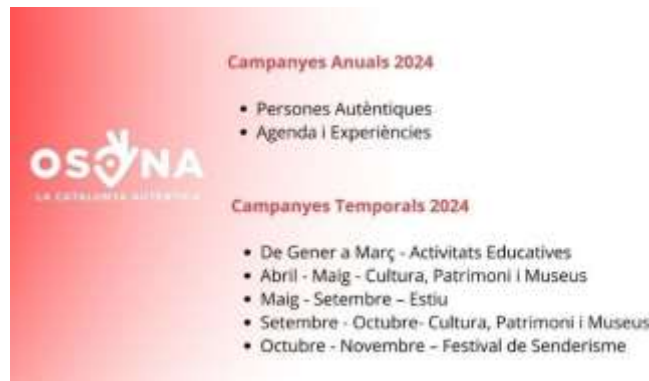 OSONA
LA CATALUNYA AUTÈNTICA
Campanyes Anuals 2024
• Persones Autèntiques
• Agenda i Experiències
Campanyes Temporals 2024
• De Gener a Març - Activitats Educatives
• Abril - Maig - Cultura, Patrimoni i Museus
• Maig - Setembre – Estiu
• Setembre - Octubre- Cultura, Patrimoni i Museus
• Octubre - Novembre – Festival de Senderisme